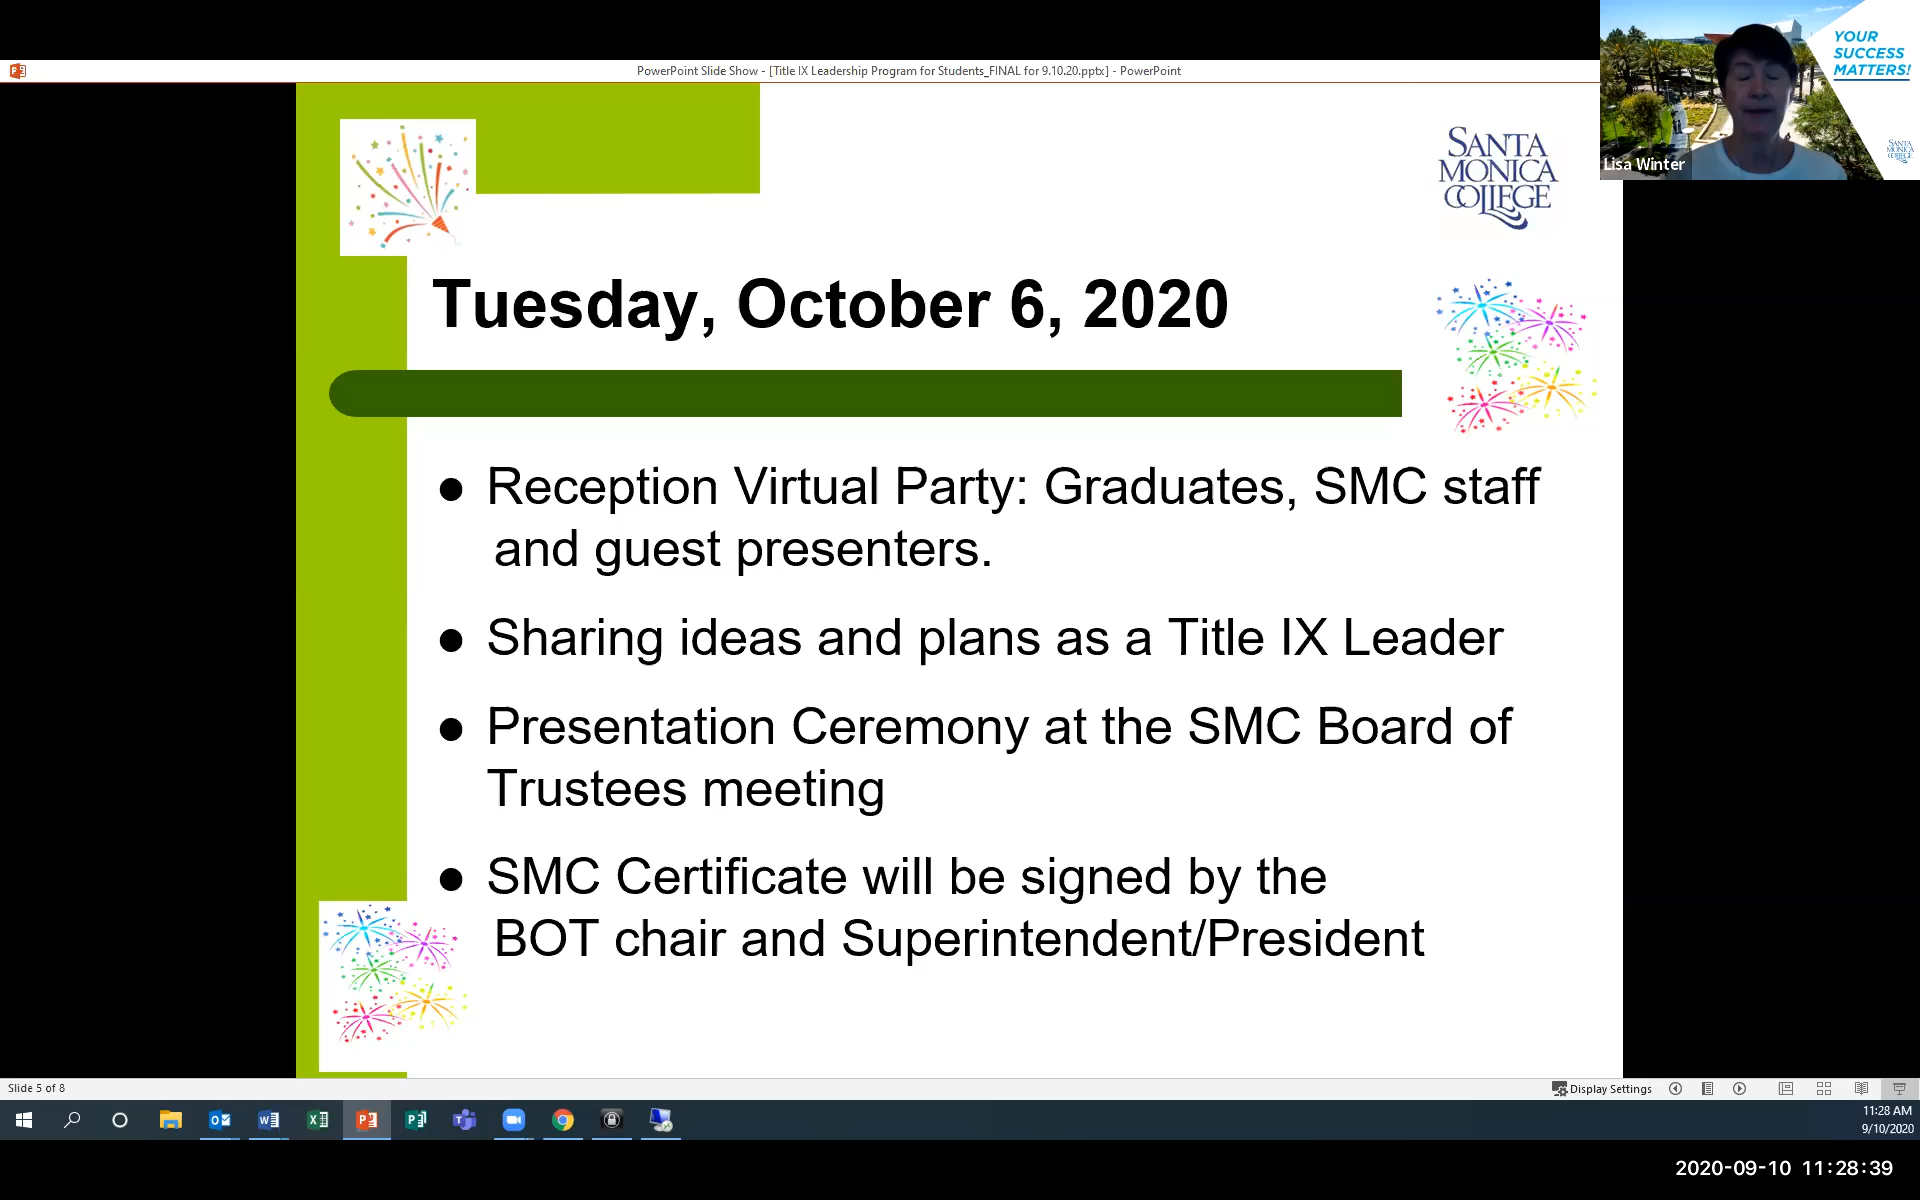 PowerPoint Slide Show - [Title IX Leadership Program for Students_FINAL for 9.10.20.pptx] - PowerPoint
YOUR
SUCCESS
MATTERS!
SANTA
MONICA
COLLEGE
Lisa Winter
SANTA
MONICA
COLLEGE
Tuesday, October 6, 2020
● Reception Virtual Party: Graduates, SMC staff
and guest presenters.
● Sharing ideas and plans as a Title IX Leader
● Presentation Ceremony at the SMC Board of
Trustees meeting
● SMC Certificate will be signed by the
BOT chair and Superintendent/President
Slide 5 of 8
Display Settings
11:28 AM
9/10/2020
2020-09-10 11:28:39